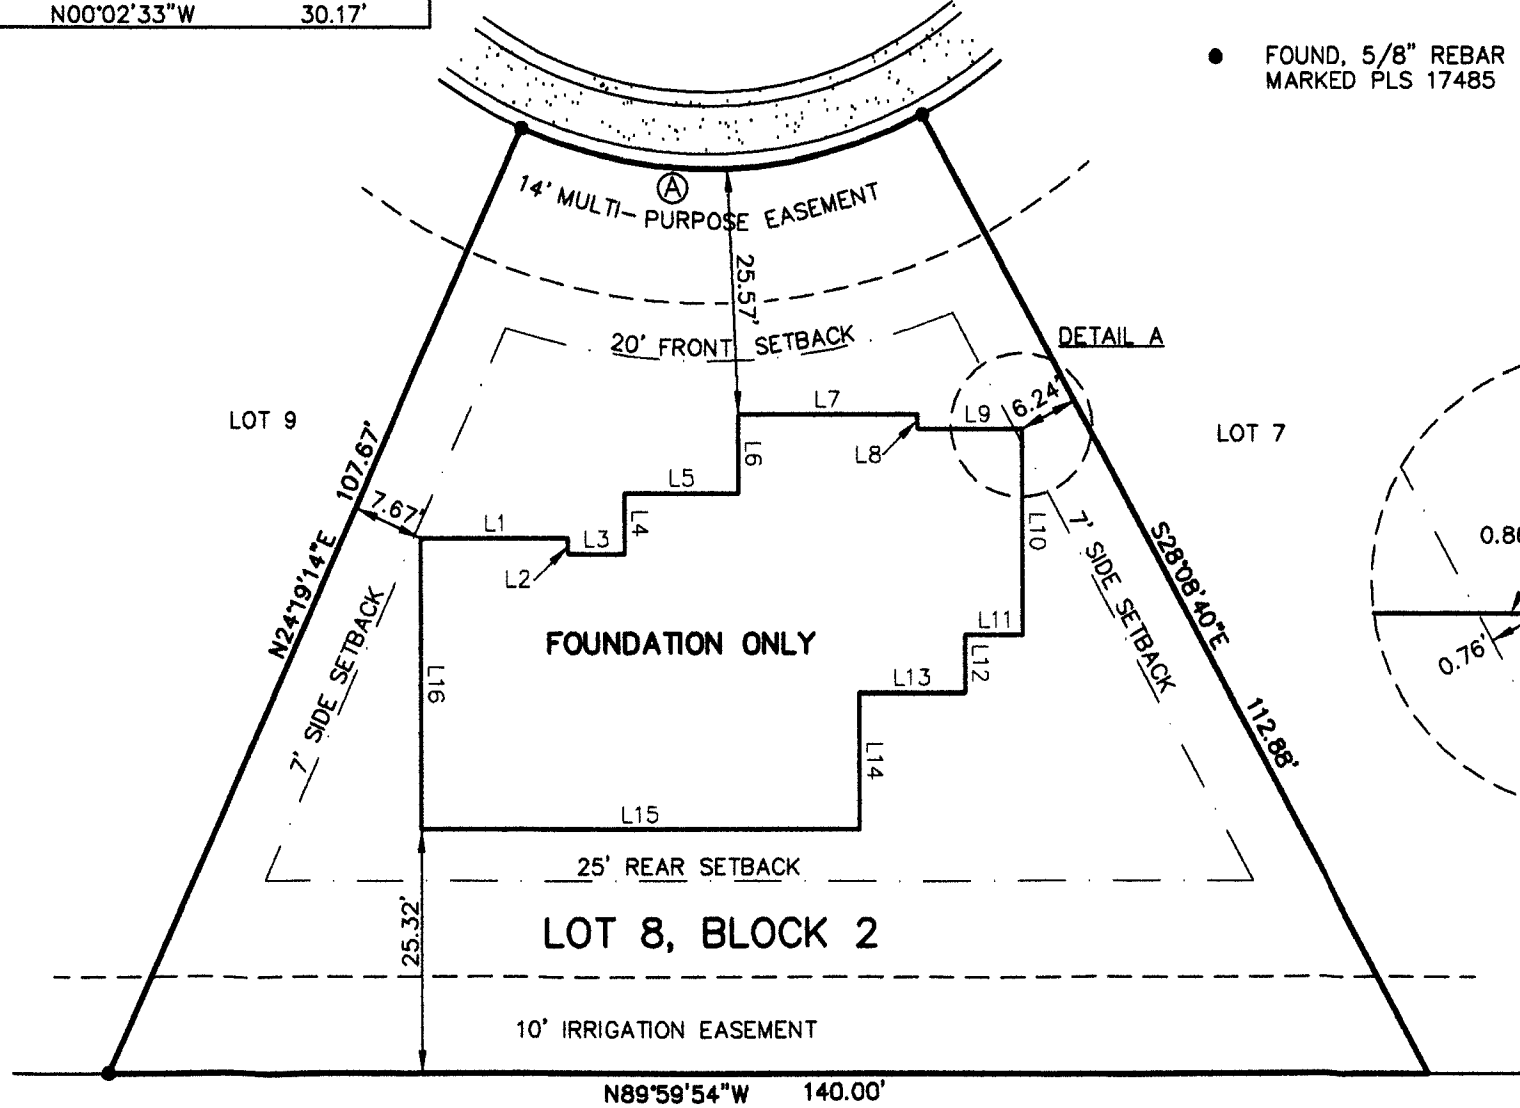 N00°02'33"W 30.17'
FOUND, 5/8" REBAR
MARKED PLS 17485
A
14' MULTI-PURPOSE EASEMENT
25.57'
20' FRONT SETBACK
DETAIL A
LOT 9
107.67'
7.67'
N24°19'14"E
L1
L2
L3
L4
L5
L6
L7
L8
L9
6.24'
LOT 7
L10
7' SIDE SETBACK
S28°08'40"E
112.88'
0.76'
7' SIDE SETBACK
L16
FOUNDATION ONLY
L11
L12
L13
L14
L15
25' REAR SETBACK
25.32'
LOT 8, BLOCK 2
10' IRRIGATION EASEMENT
N89°59'54"W 140.00'